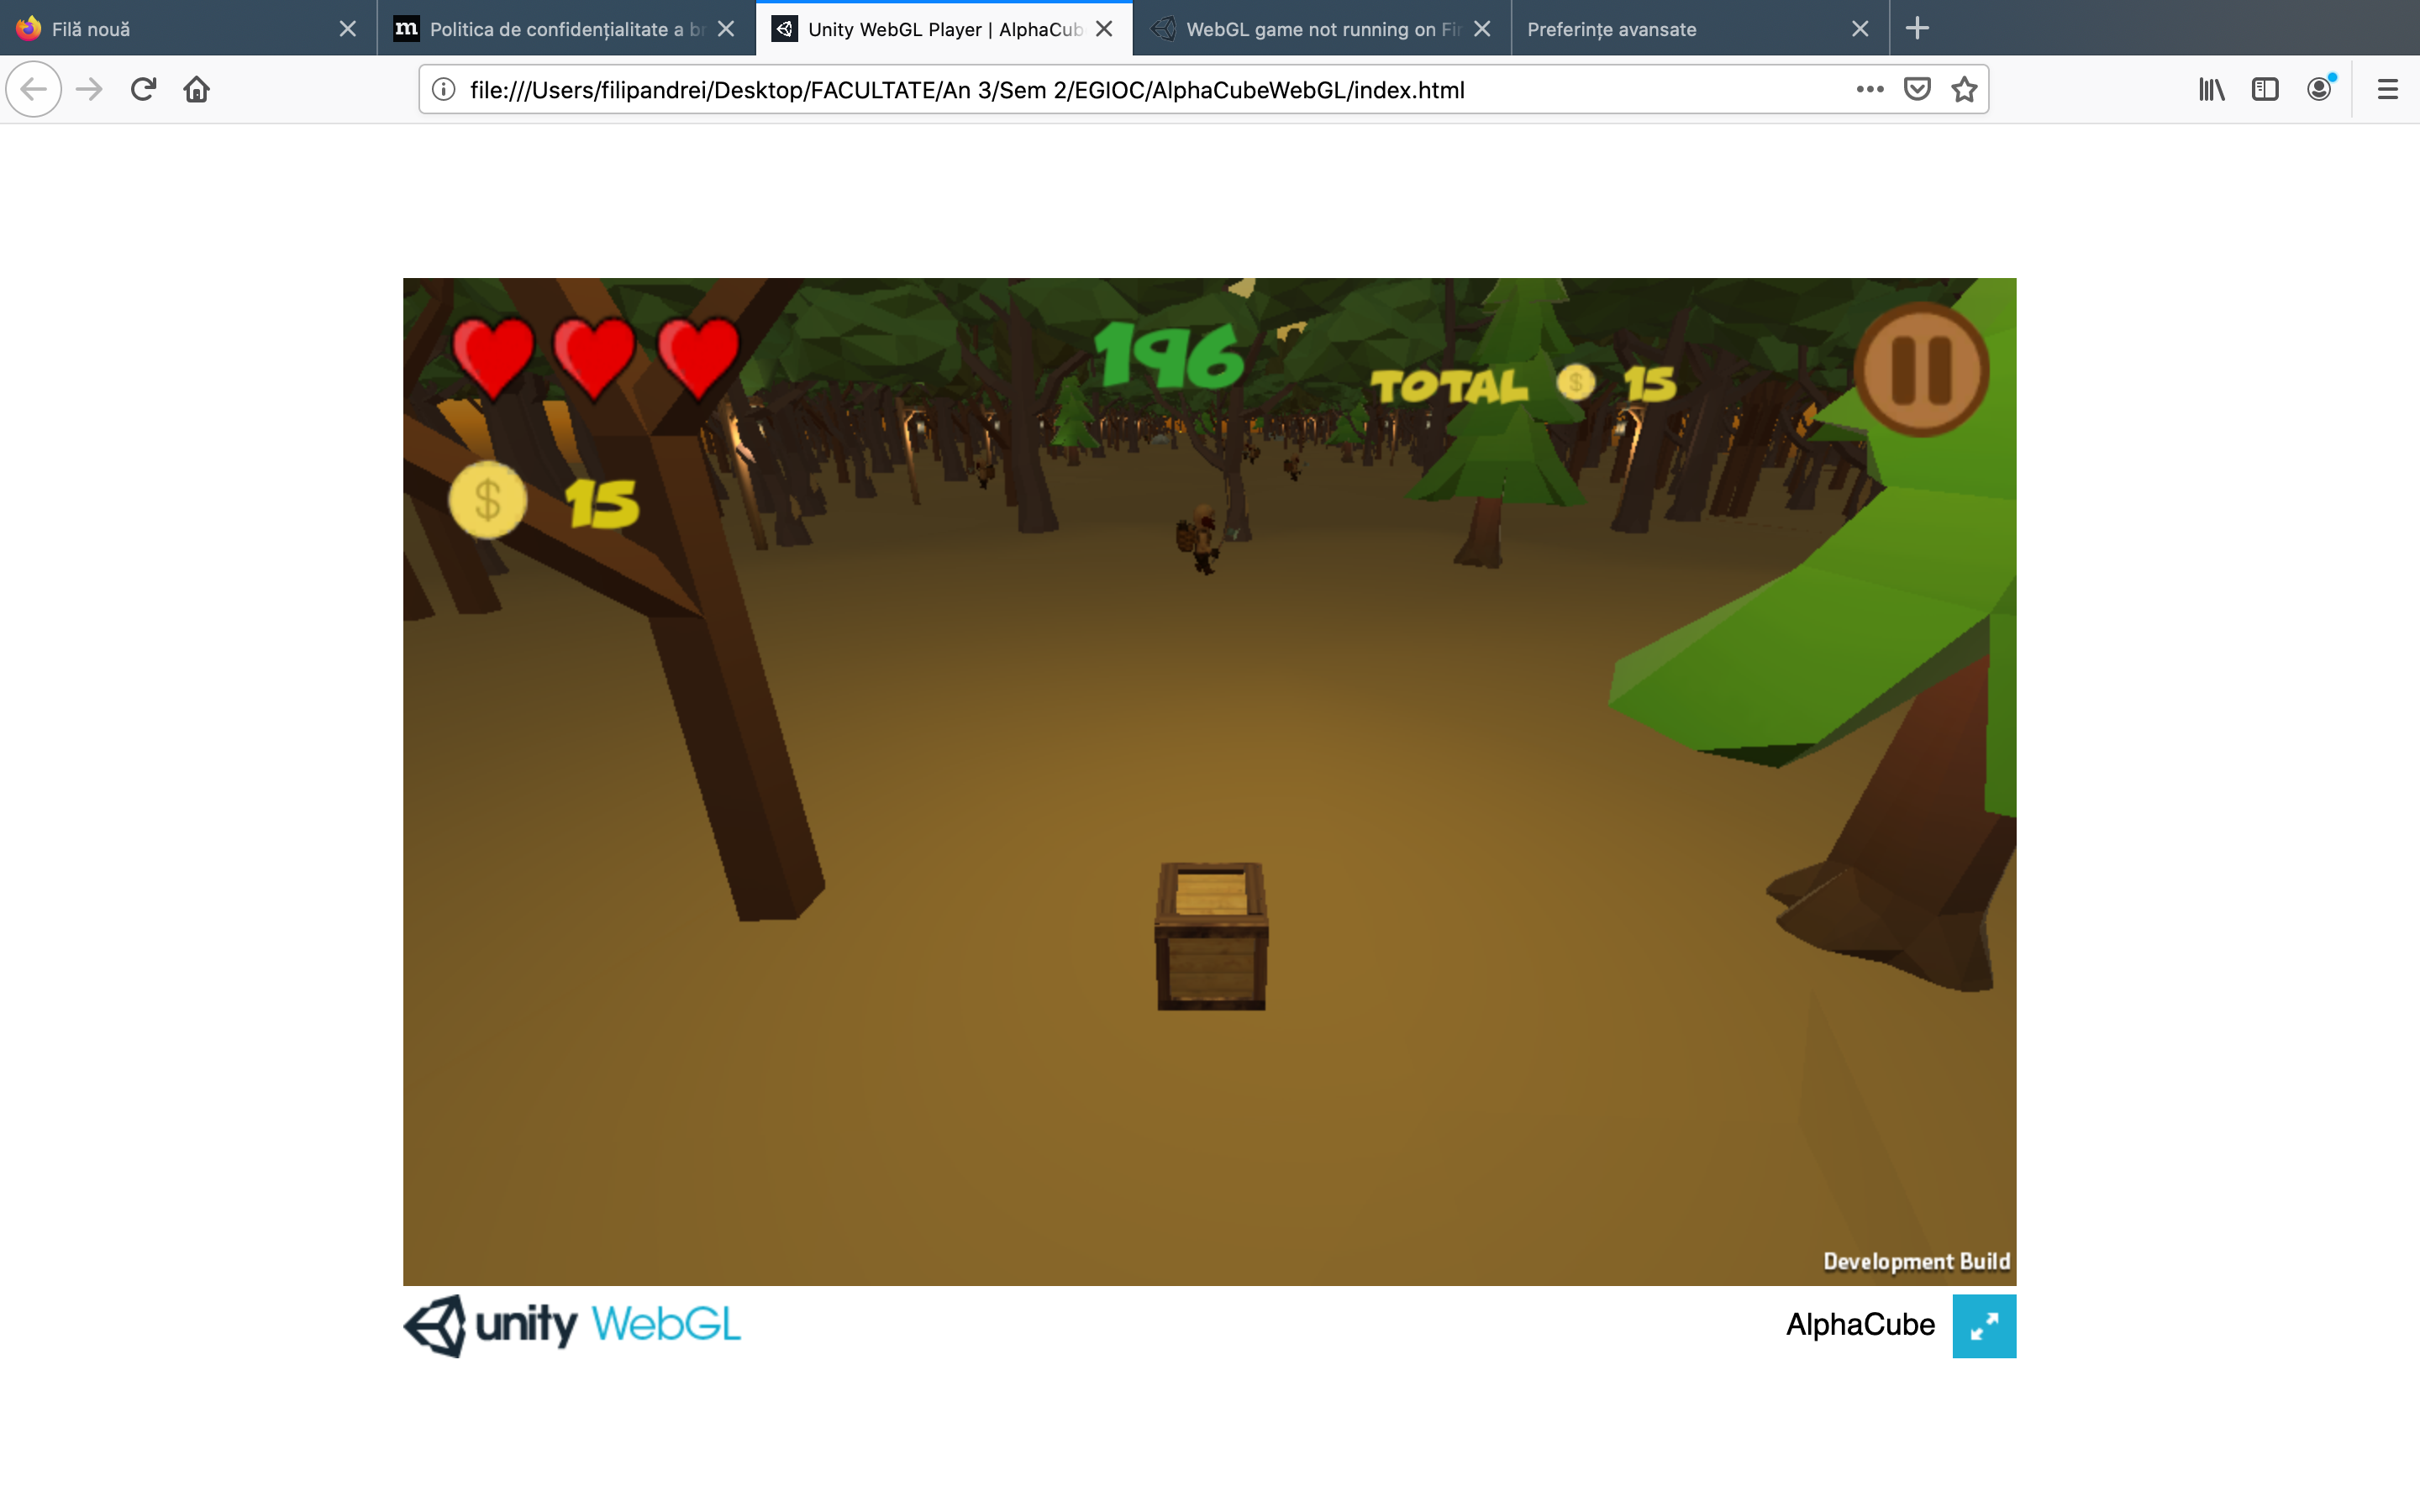 Filă nouă
m
Politica de confidențialitate a br
Unity WebGL Player | AlphaCub
WebGL game not running on Fir
Preferințe avansate
file:///Users/filipandrei/Desktop/FACULTATE/An 3/Sem 2/EGIOC/AlphaCubeWebGL/index.html
196
TOTAL $ 15
$ 15
Development Build
unity WebGL
AlphaCube